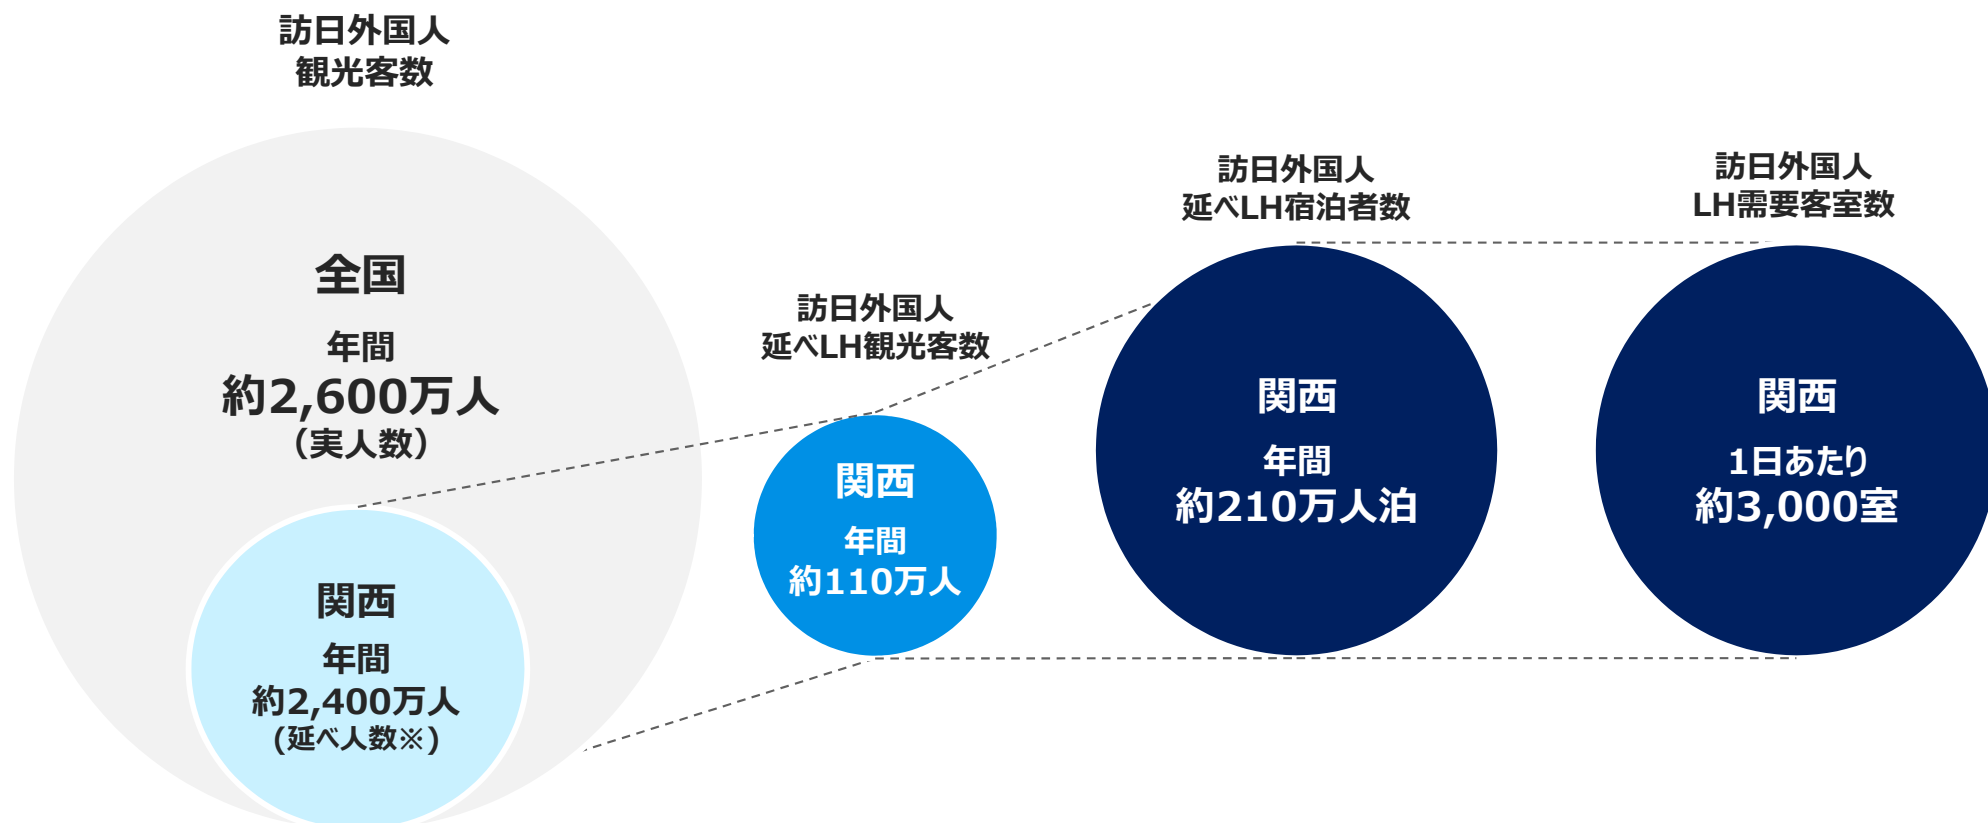 訪日外国人
観光客数
全国
年間
約2,600万人
（実人数）
関西
年間
約2,400万人
(延べ人数※)
訪日外国人
延べLH観光客数
関西
年間
約110万人
訪日外国人
延べLH宿泊者数
関西
年間
約210万人泊
訪日外国人
LH需要客室数
関西
1日あたり
約3,000室